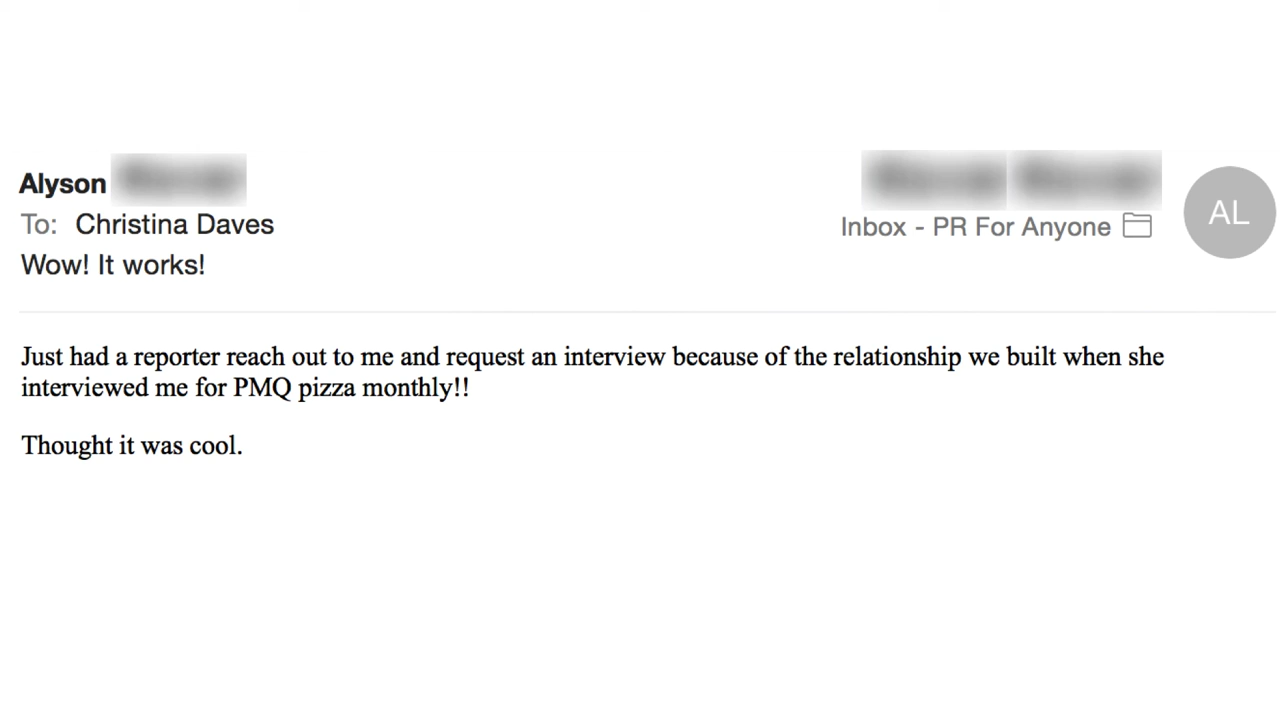 Alyson
To: Christina Daves
Inbox - PR For Anyone
AL
Wow! It works!
Just had a reporter reach out to me and request an interview because of the relationship we built when she
interviewed me for PMQ pizza monthly!!
Thought it was cool.